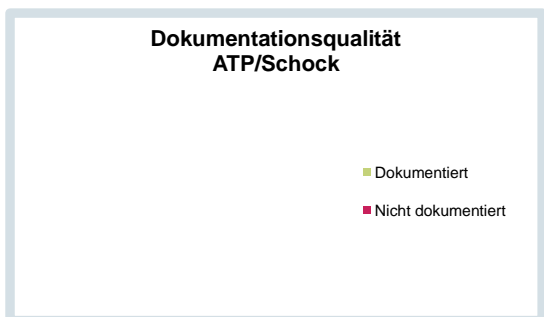 Dokumentationsqualität
ATP/Schock
Dokumentiert
Nicht dokumentiert